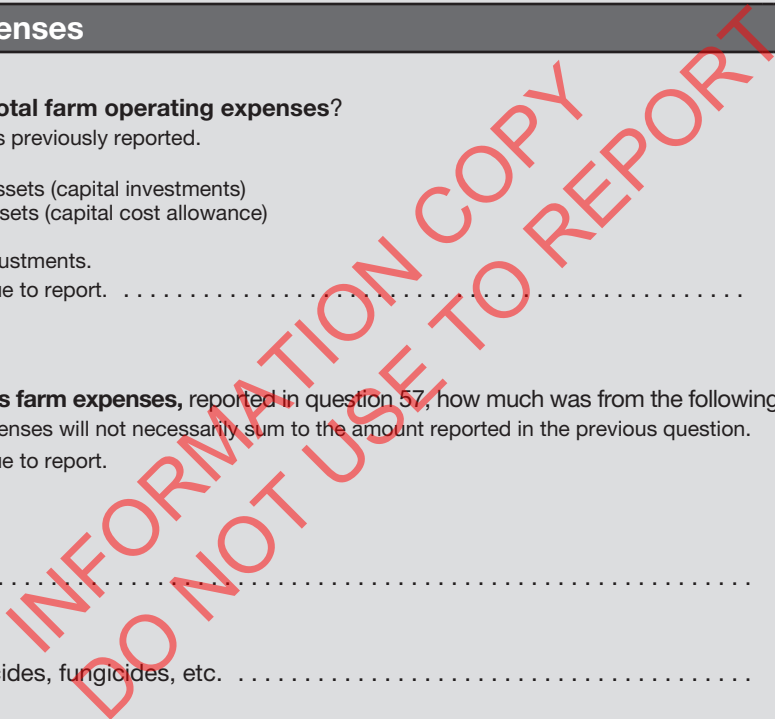 enses
otal farm operating expenses?
s previously reported.
ssets (capital investments)
sets (capital cost allowance)
ustments.
ue to report. . . . . . . . . . . . . . . . . . . . . . . . . . . . . . . . . . . . . . . . . . . . . . . .
s farm expenses, reported in question 57, how much was from the following
enses will not necessarily sum to the amount reported in the previous question.
ue to report.
. . . . . . . . . . . . . . . . . . . . . . . . . . . . . . . . . . . . . . . . . . . . . . . . . . . . . . . .
cides, fungicides, etc. . . . . . . . . . . . . . . . . . . . . . . . . . . . . . . . . . . . . . . .
INFORMATION COPY
DO NOT USE TO REPORT